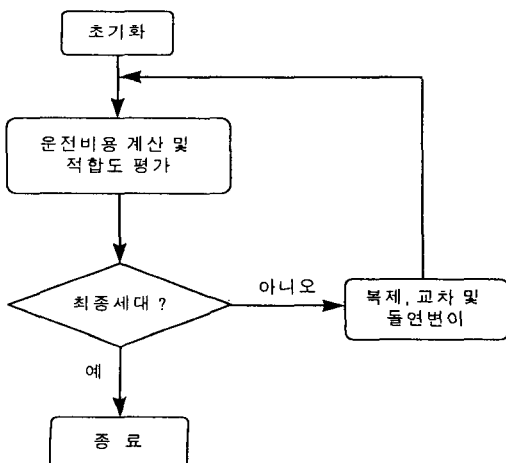 초기화
운전비용 계산 및
적합도 평가
최종세대 ?
아니오
복제, 교차 및
돌연변이
예
종 료